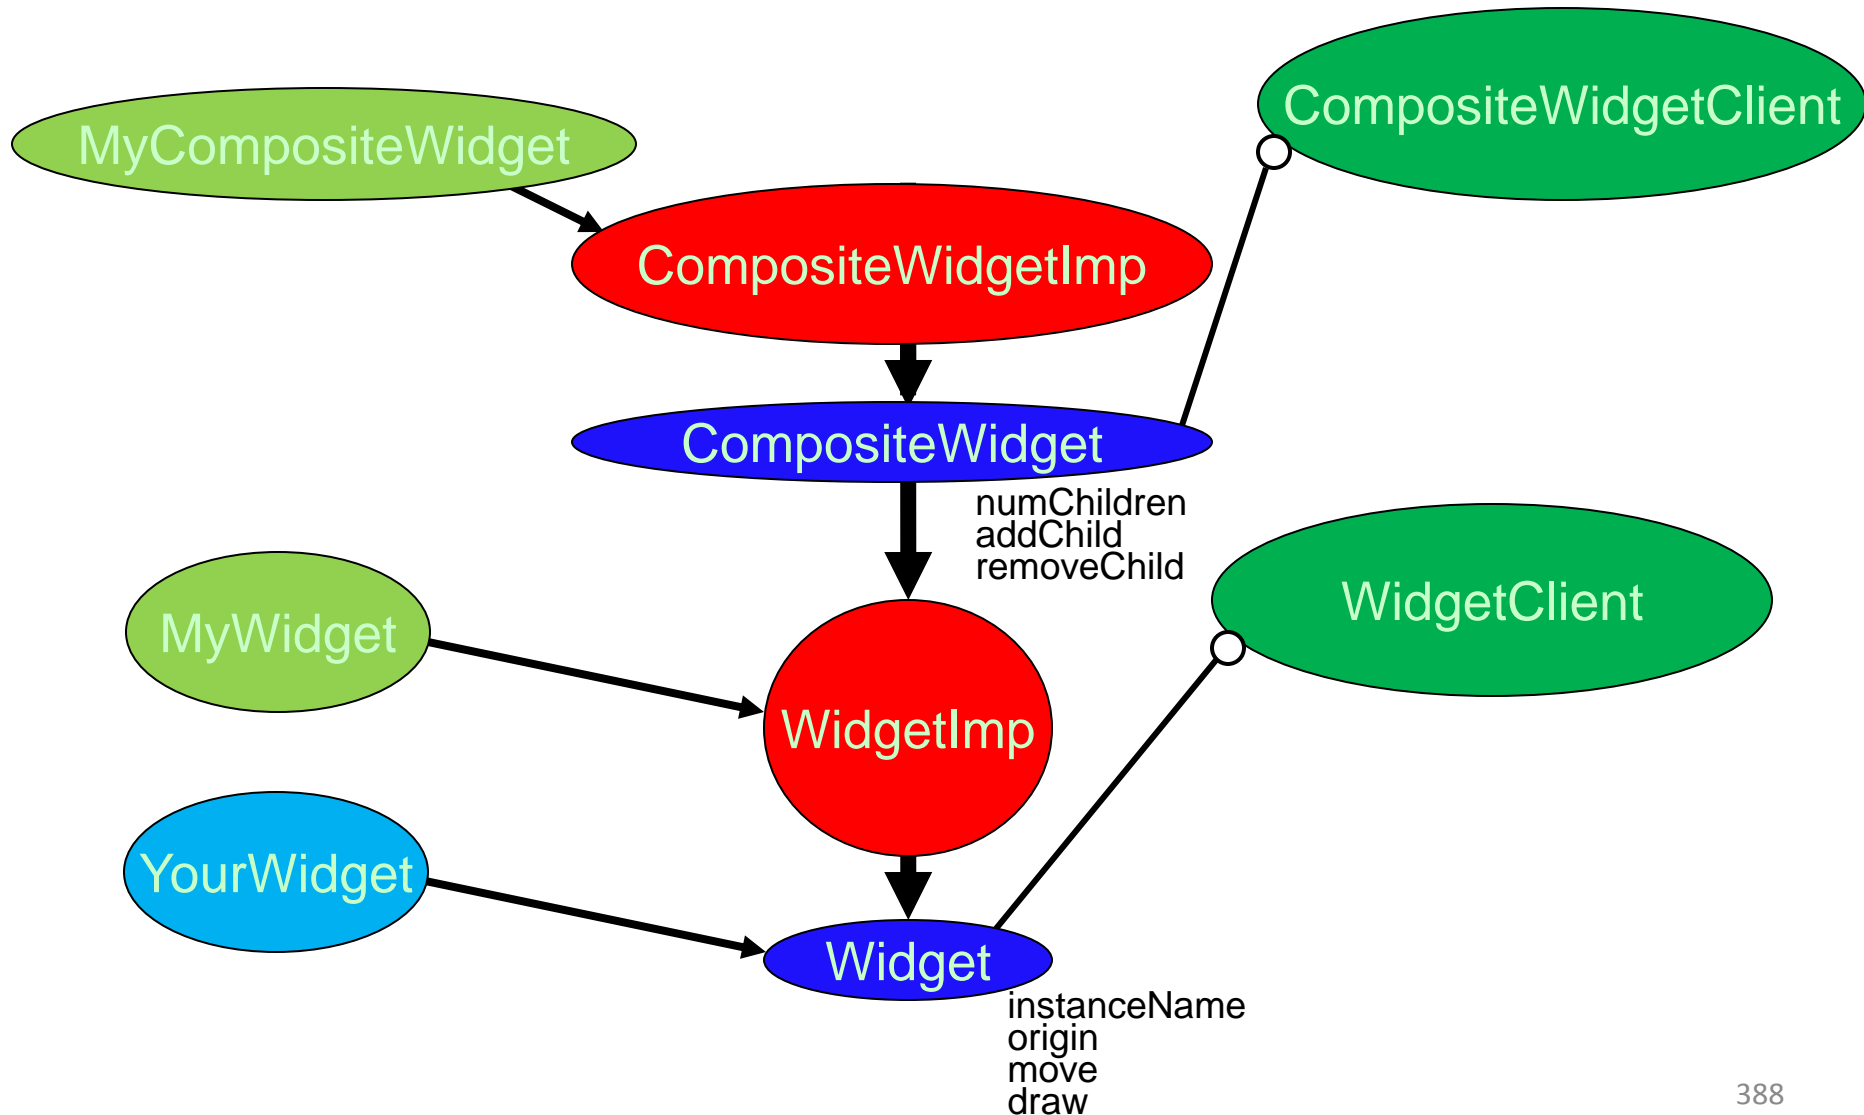 CompositeWidgetClient
MyCompositeWidget
CompositeWidgetImp
CompositeWidget
numChildren
addChild
removeChild
WidgetClient
MyWidget
WidgetImp
YourWidget
Widget
instanceName
origin
move
draw
388